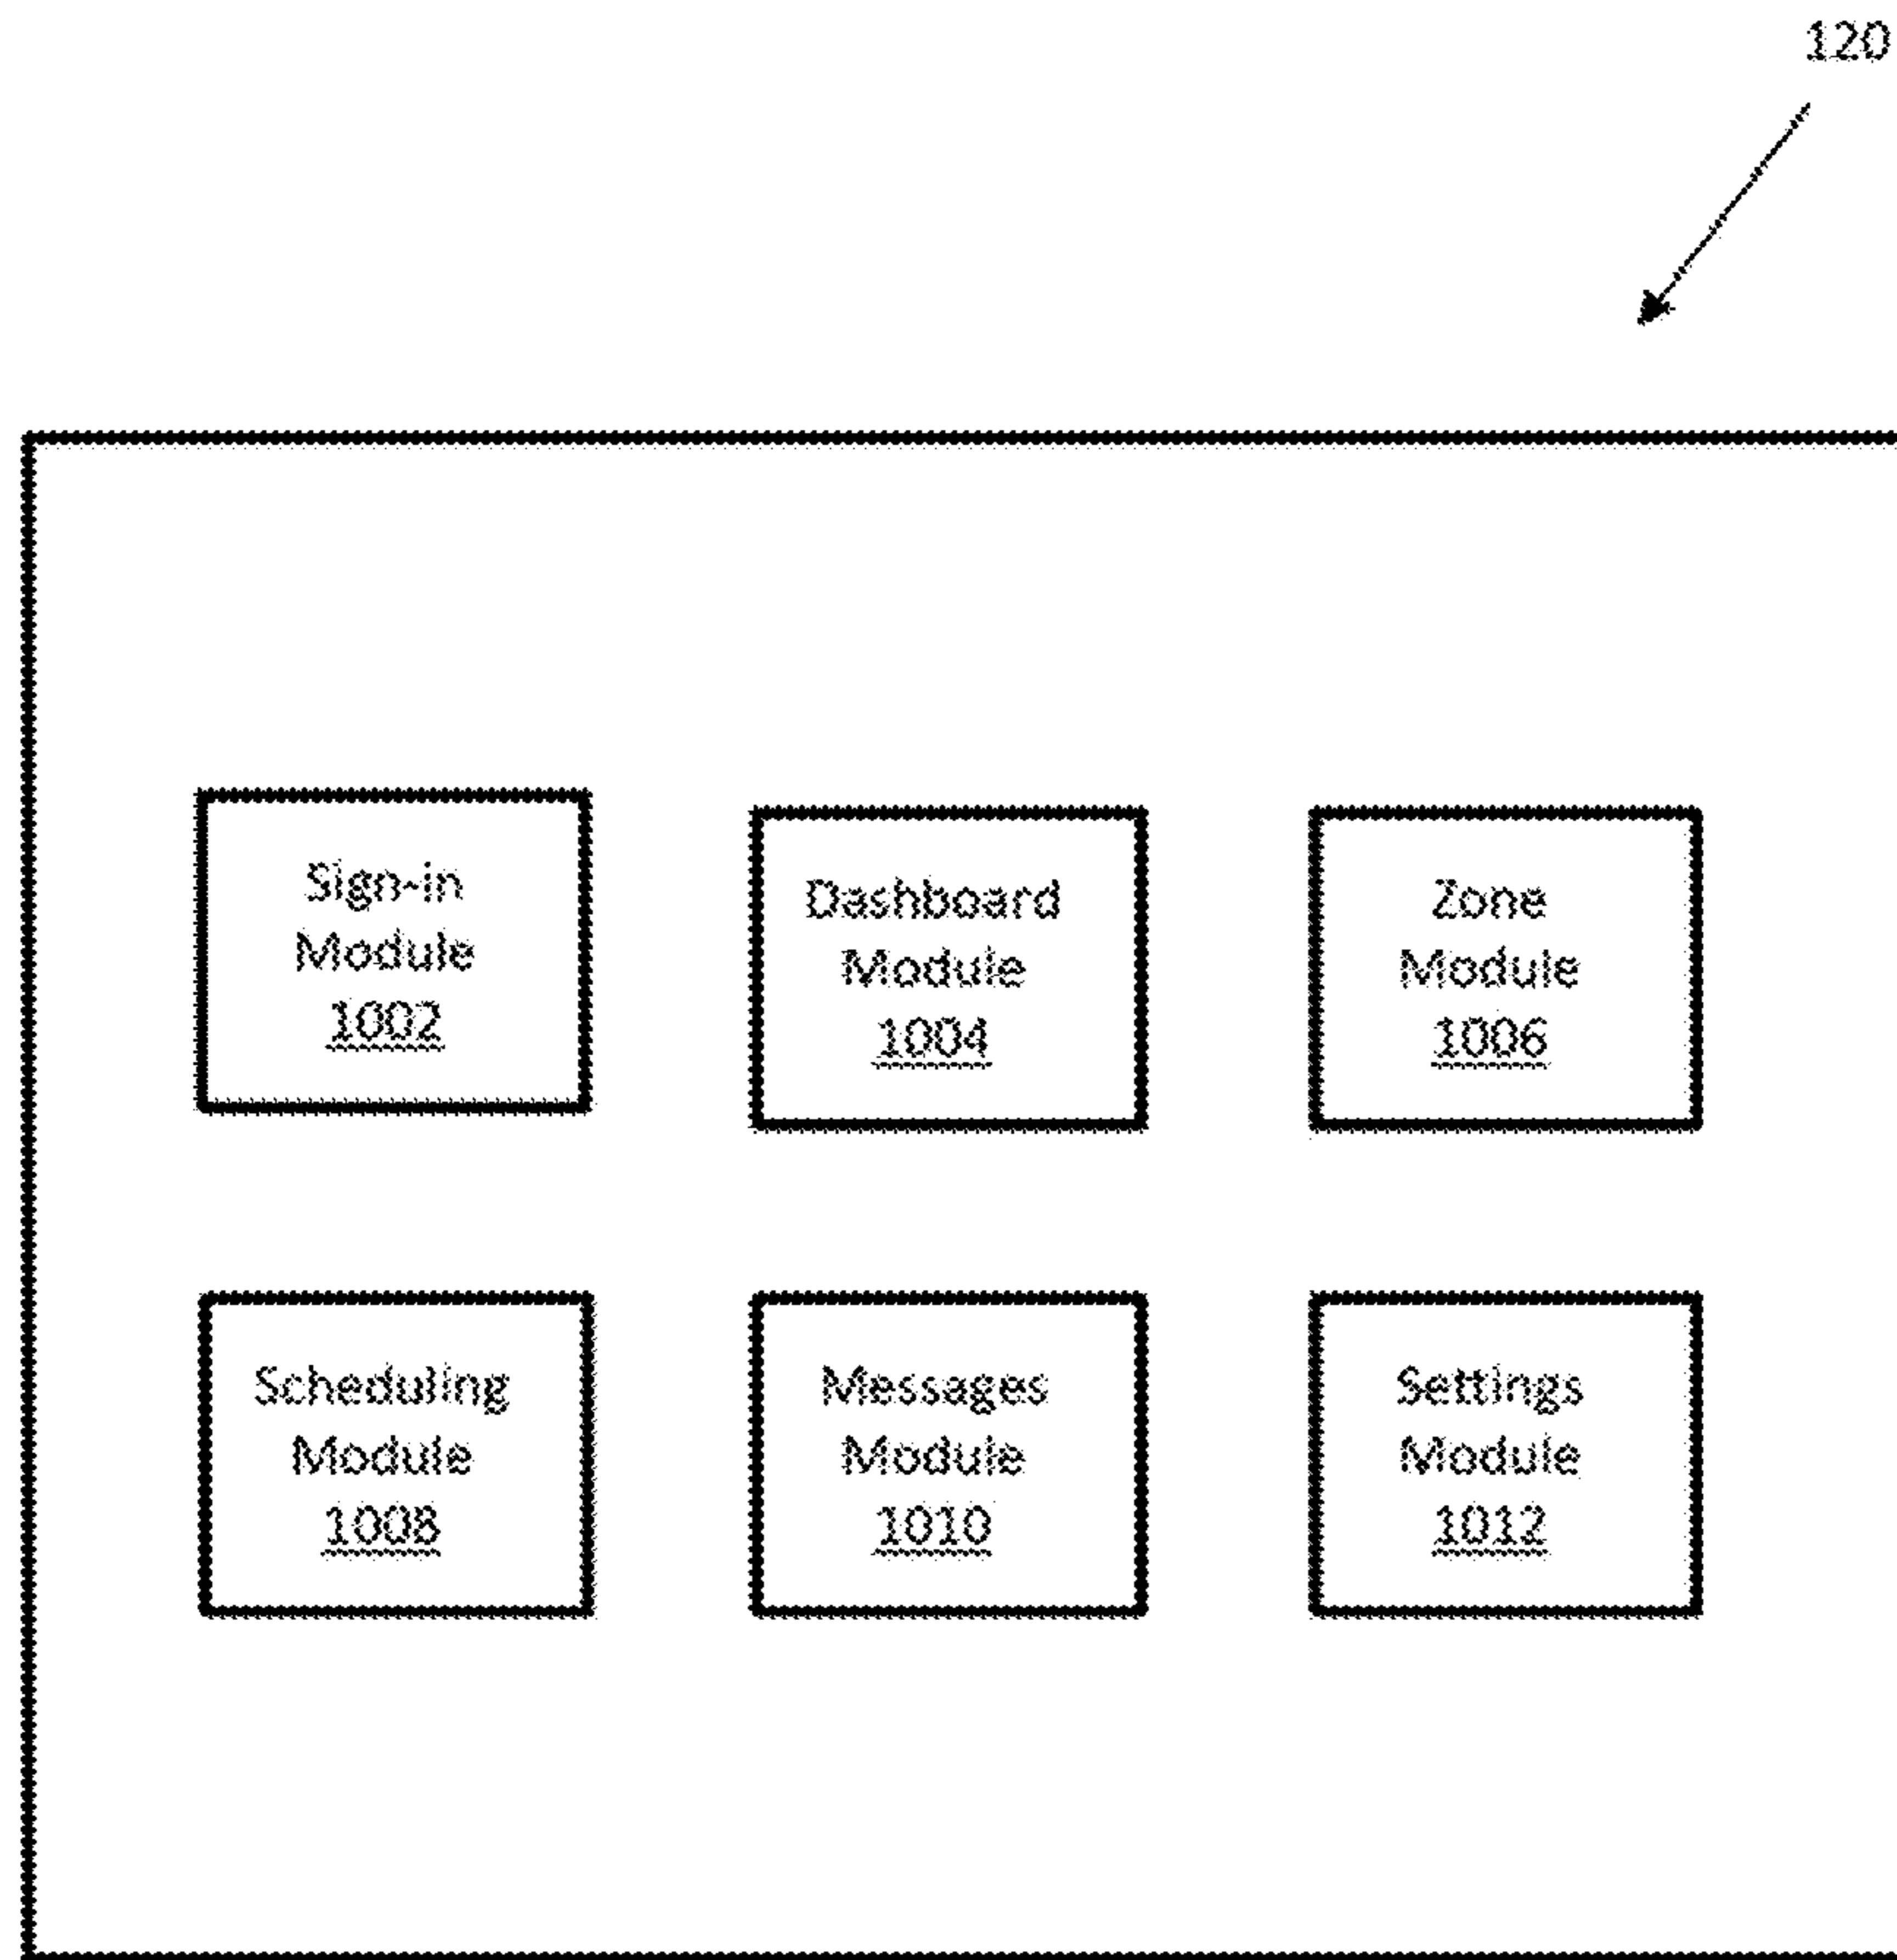 120
Sign-in
Module
1002
Dashboard
Module
1004
Zone
Module
1006
Scheduling
Module
1008
Messages
Module
1010
Settings
Module
1012